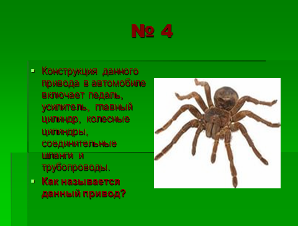 № 4
Конструкция данного
привода в автомобиле
включает педаль,
усилитель, главный
цилиндр, колесные
цилиндры,
соединительные
шланги и
трубопроводы.
Как называется
данный привод?